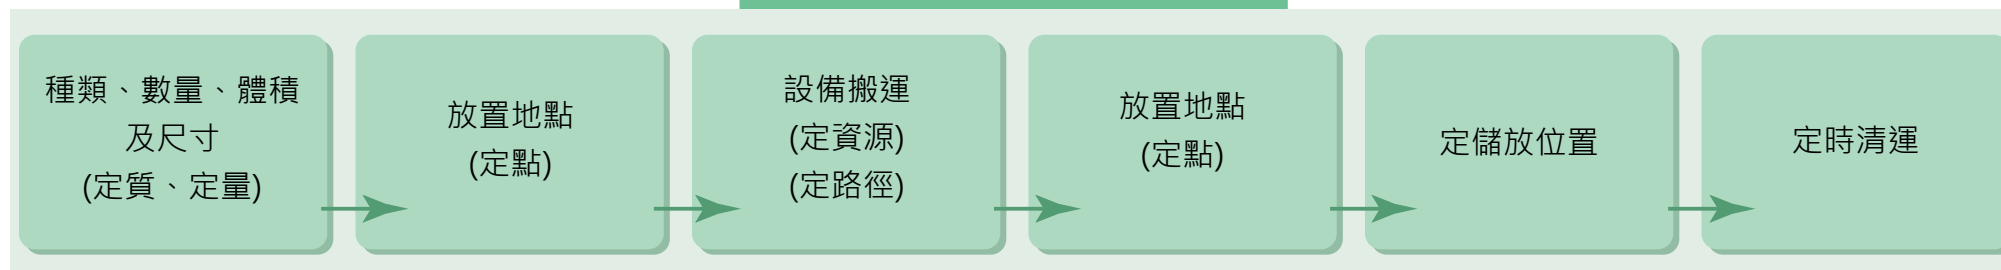 種類、數量、體積
及尺寸
(定質、定量)
放置地點
(定點)
設備搬運
(定資源)
(定路徑)
放置地點
(定點)
定儲放位置
定時清運